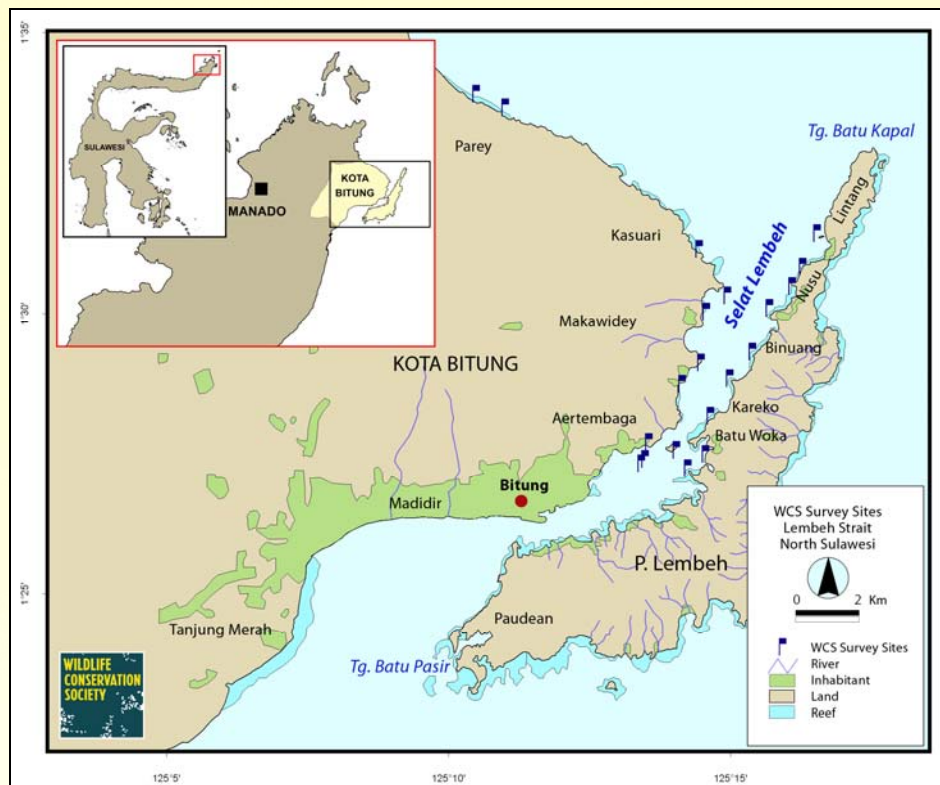 1°35'
1°30'
1°25'
SULAWESI
MANADO
KOTA
BITUNG
Parey
Tg. Batu Kapal
Lintang
Kasuari
Selat Lembeh
Nusu
Makawidey
Binuang
KOTA BITUNG
Kareko
Aertembaga
Batu Woka
Bitung
Madidir
P. Lembeh
Tanjung Merah
Paudean
Tg. Batu Pasir
WILDLIFE
CONSERVATION
SOCIETY
WCS Survey Sites
Lembeh Strait
North Sulawesi
0 2 Km
WCS Survey Sites
River
Inhabitant
Land
Reef
125°5'
125°10'
125°15'